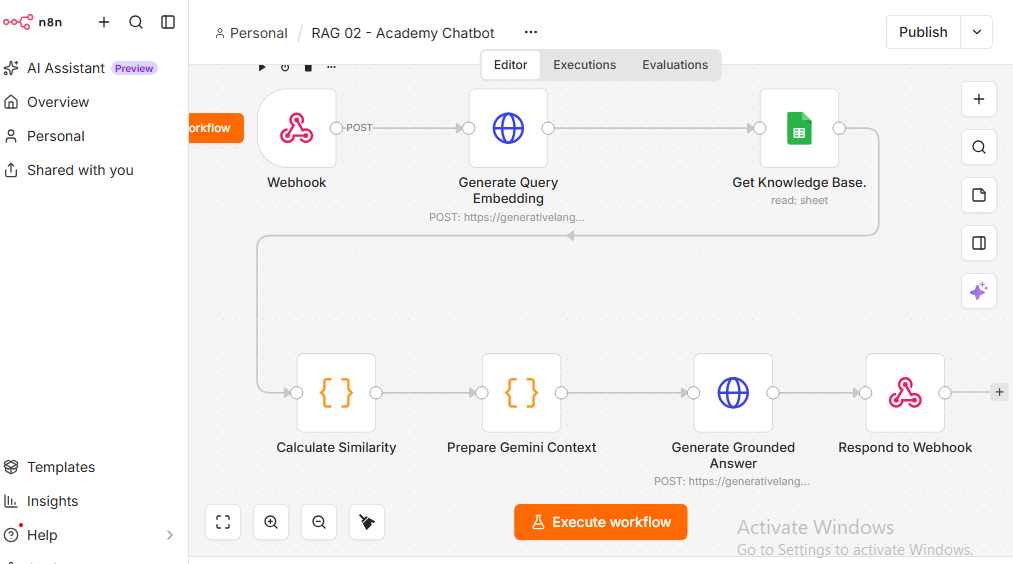 n8n
Personal / RAG 02 - Academy Chatbot ...
Publish
AI Assistant Preview
Editor Executions Evaluations
Overview
Personal
Shared with you
orkflow
POST
Webhook
Generate Query
Embedding
POST: https://generativelang...
Get Knowledge Base.
read: sheet
Calculate Similarity
Prepare Gemini Context
Generate Grounded
Answer
POST: https://generativelang...
Respond to Webhook
Templates
Insights
Help
Execute workflow
Activate Windows
Go to Settings to activate Windows.